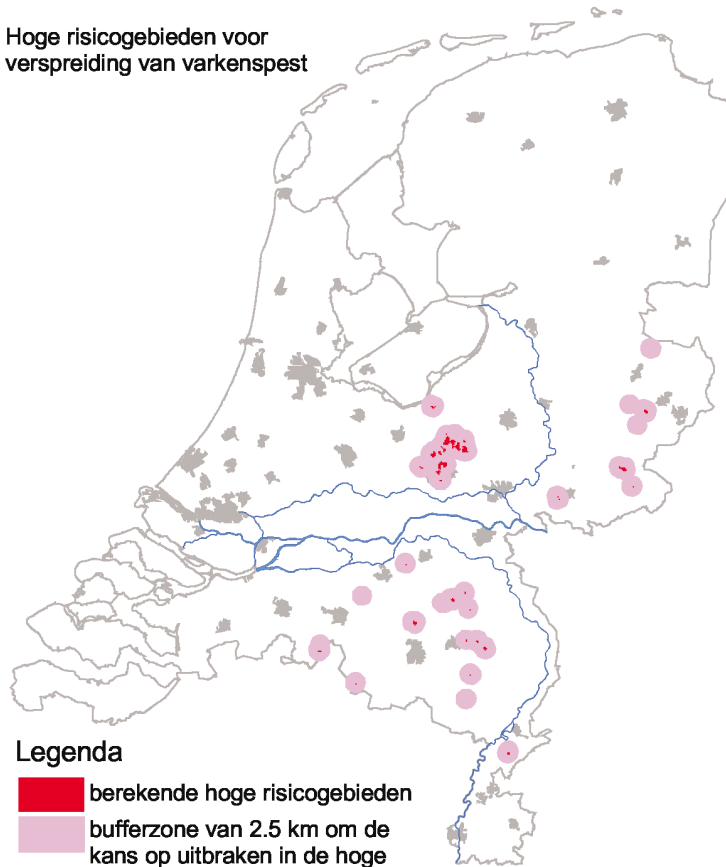 Hoge risicogebieden voor
verspreiding van varkenspest
Legenda
berekende hoge risicogebieden
bufferzone van 2.5 km om de
kans op uitbraken in de hoge